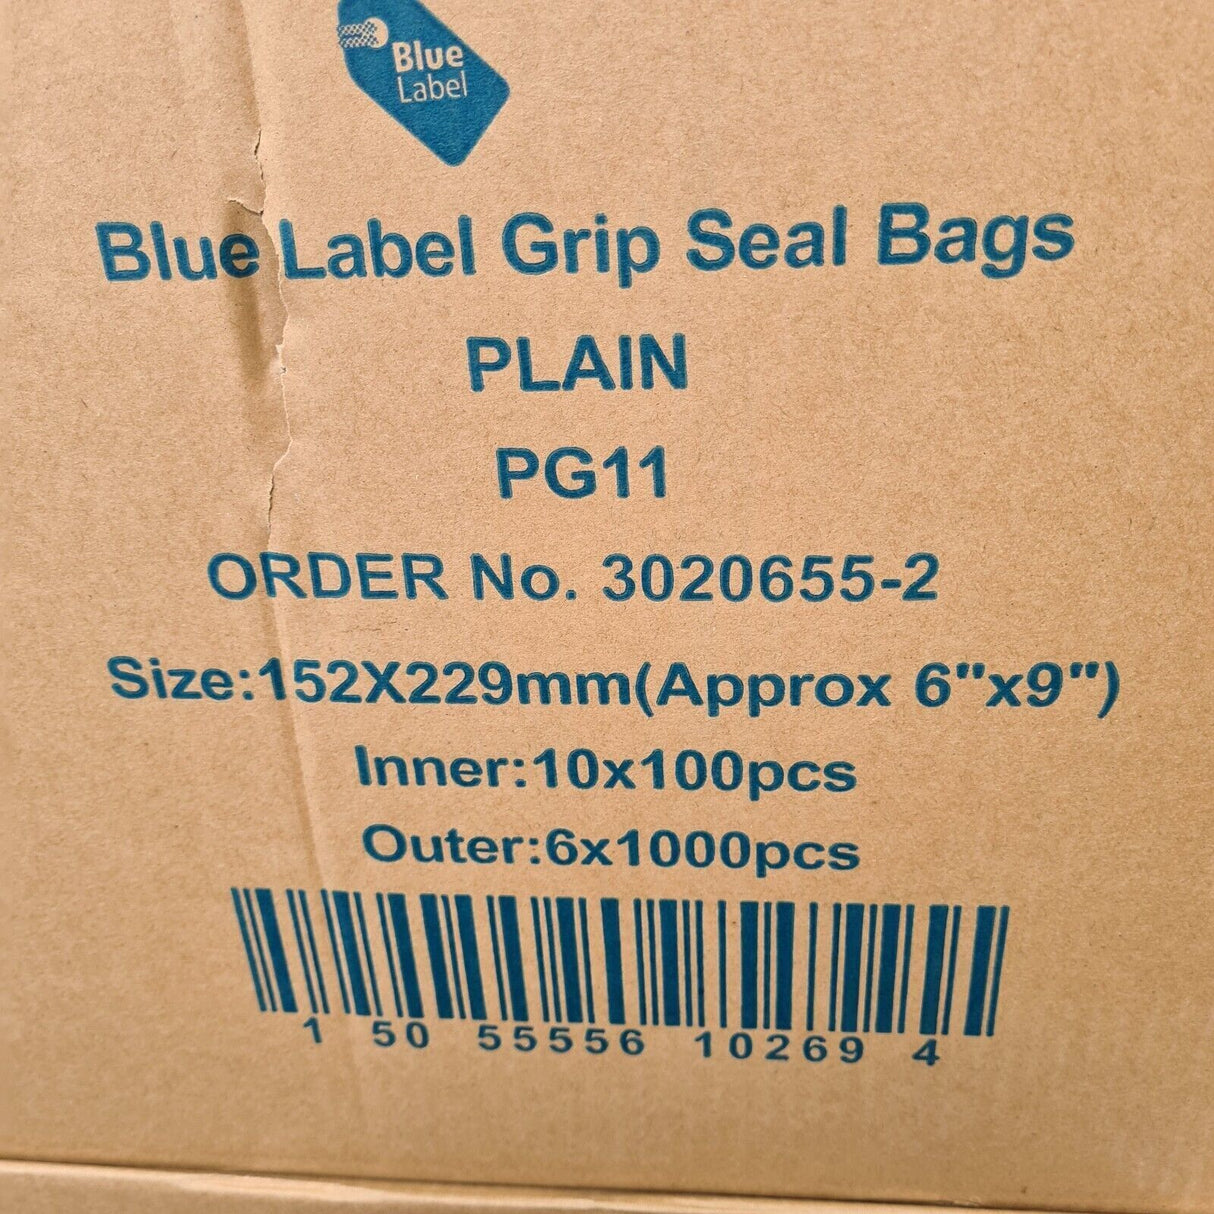 Blue
Label
Blue Label Grip Seal Bags
PLAIN
PG11
ORDER No. 3020655-2
Size:152X229mm(Approx 6"x9")
Inner:10x100pcs
Outer:6x1000pcs
1 50 55556 10269 4